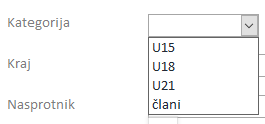 Kategorija
U15
U18
Kraj
U21
člani
Nasprotnik